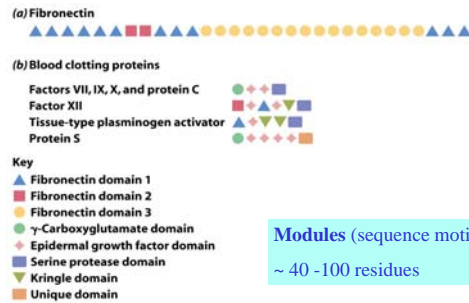 (a) Fibronectin
(b) Blood clotting proteins
Factors VII, IX, X, and protein C
Factor XII
Tissue-type plasminogen activator
Protein S
Key
Fibronectin domain 1
Fibronectin domain 2
Fibronectin domain 3
γ-Carboxyglutamate domain
Epidermal growth factor domain
Serine protease domain
Kringle domain
Unique domain
Modules (sequence moti
~ 40 -100 residues